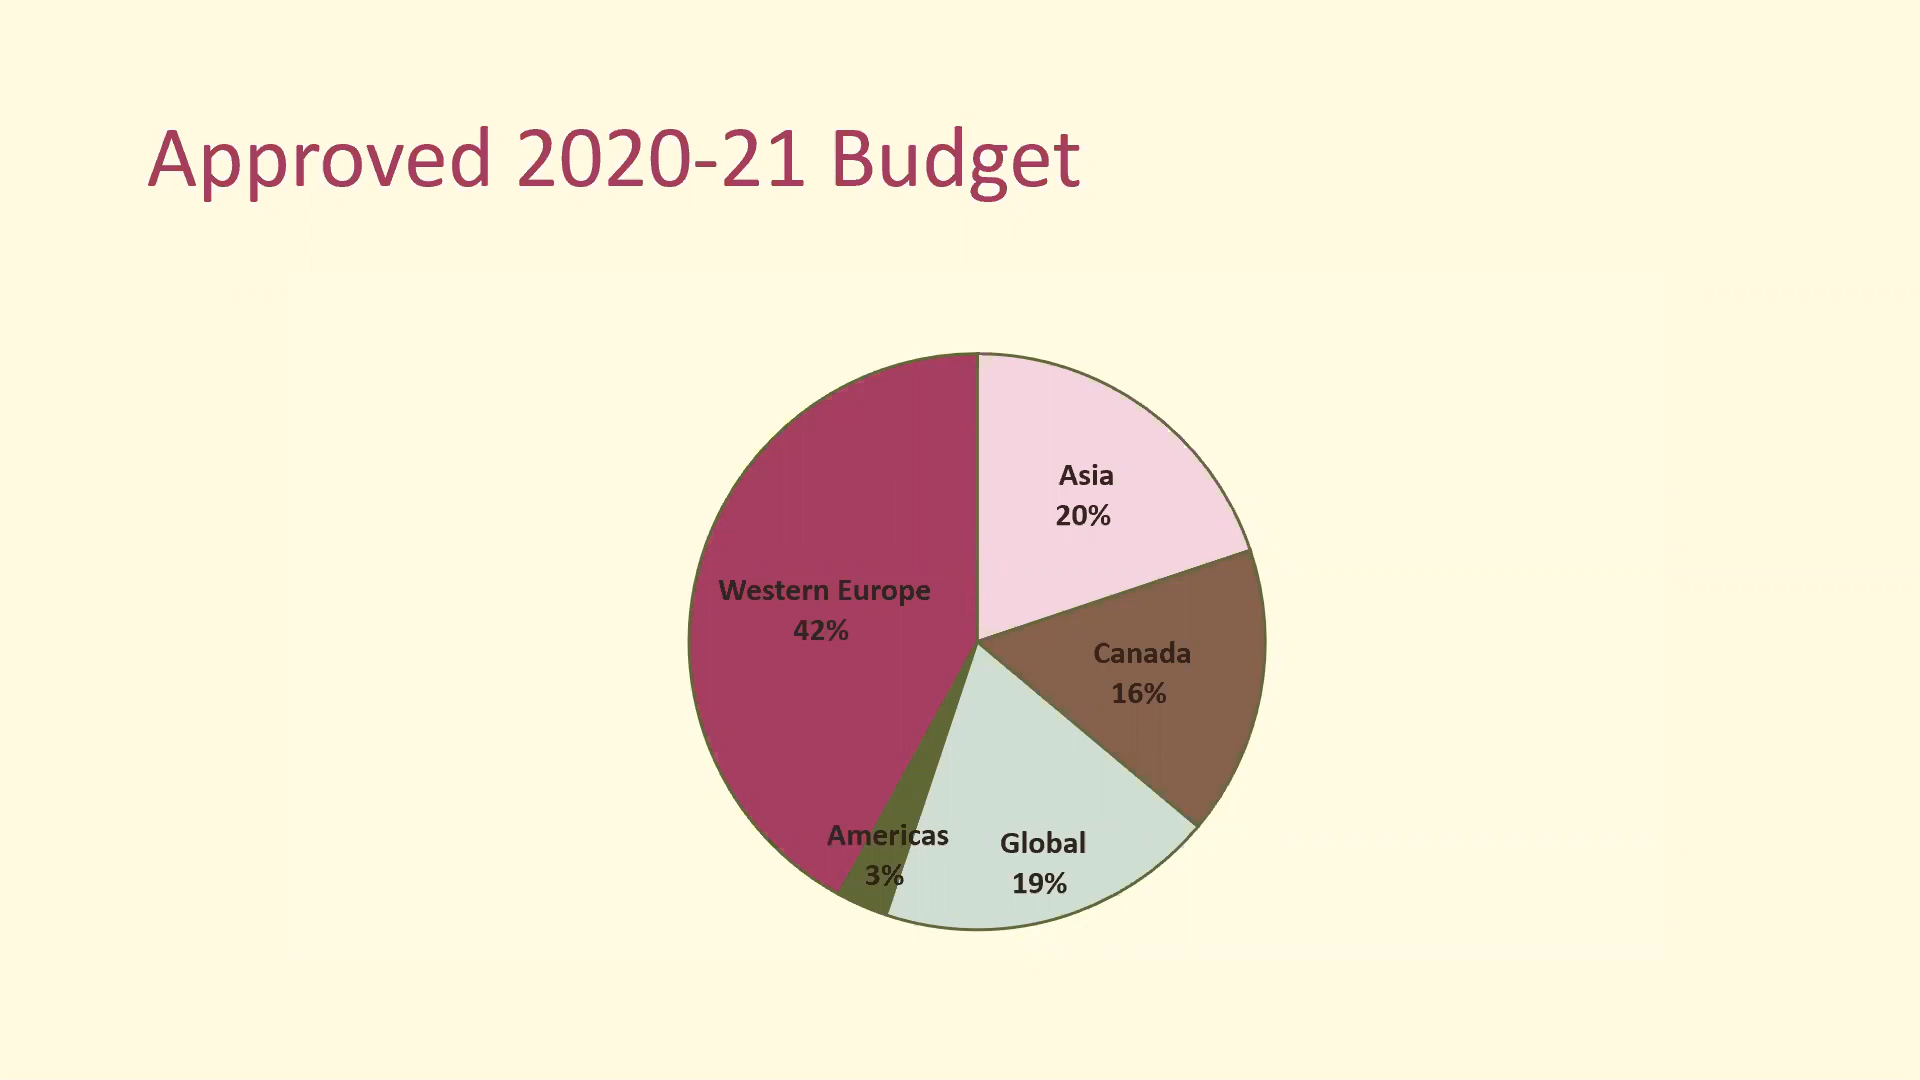 Approved 2020-21 Budget
Asia
20%
Western Europe
42%
Canada
16%
Americas
3%
Global
19%